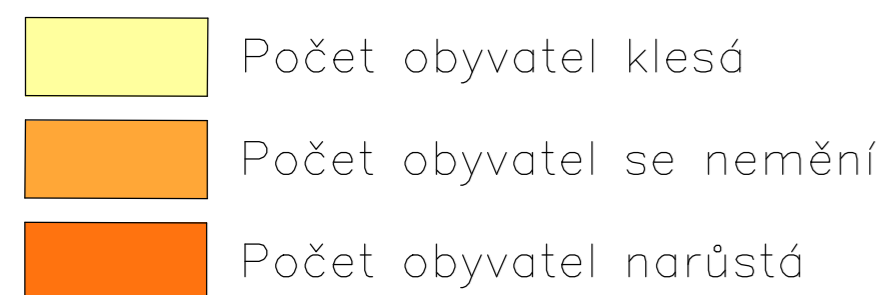 Počet obyvatel klesá
Počet obyvatel se nemění
Počet obyvatel narůstá